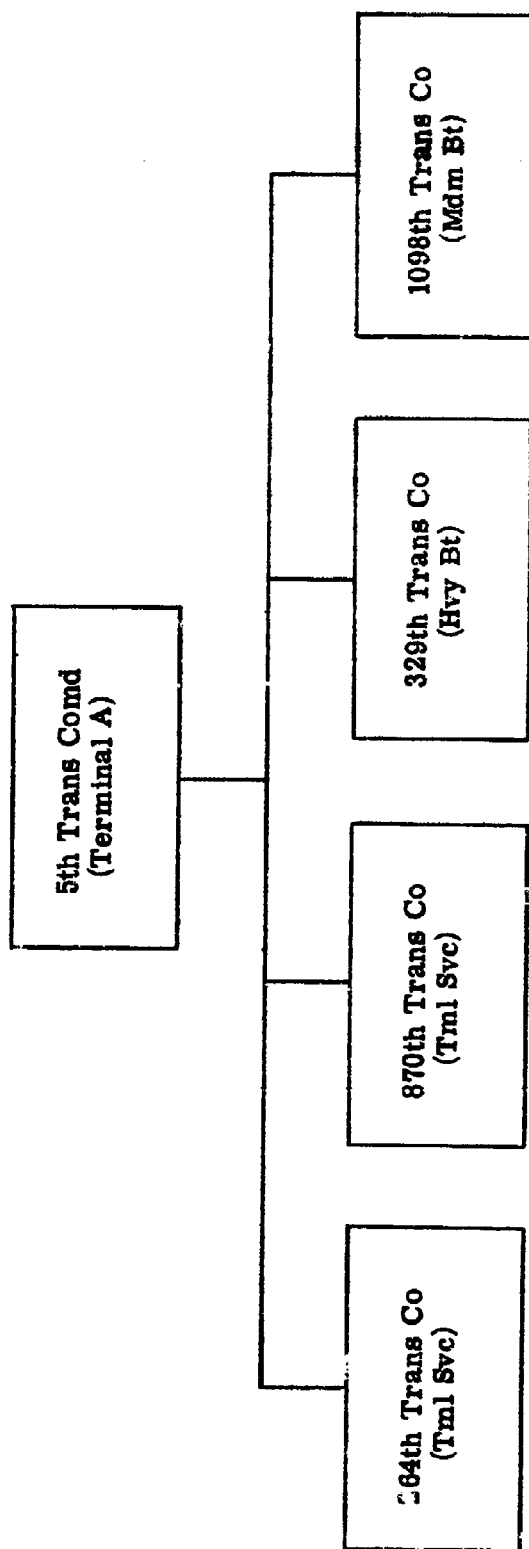 5th Trans Comd
(Terminal A)
Trans Co
(Tml Svc)
870th Trans Co
(Tml Svc)
329th Trans Co
(Hvy Bt)
1098th Trans Co
(Mdm Bt)